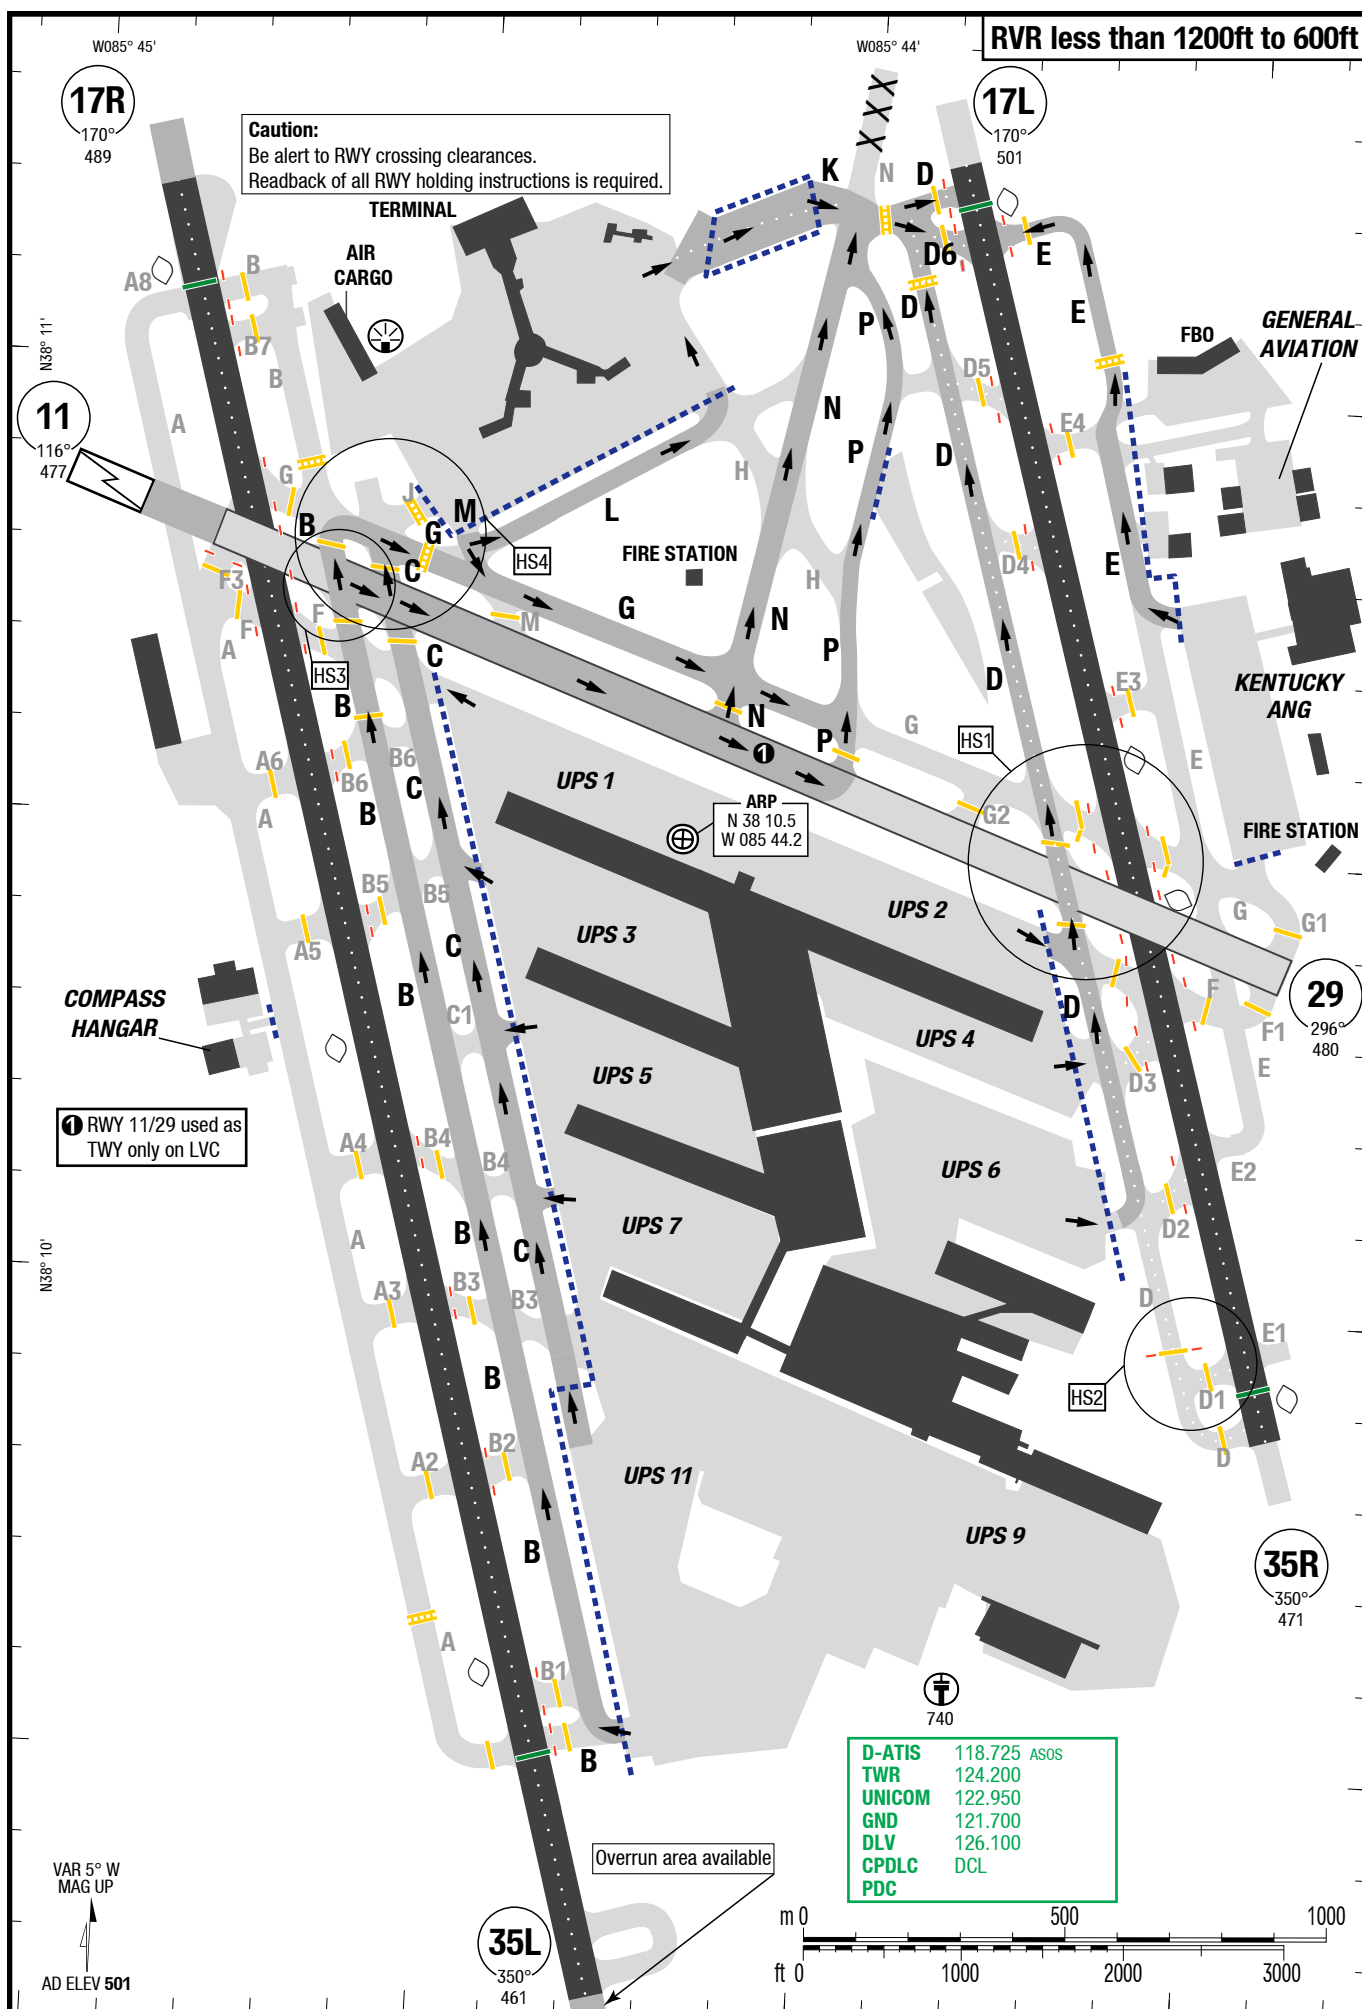 W085° 45'
W085° 44'
RVR less than 1200ft to 600ft
17R
170°
489
17L
170°
501
Caution:
Be alert to RWY crossing clearances.
Readback of all RWY holding instructions is required.
K
N
D
TERMINAL
AIR
CARGO
D6
E
A8
B
B7
B
D
P
E
N38° 11'
FBO
GENERAL
AVIATION
11
116°
477
A
D5
E4
N
P
D
H
G
J
M
L
B
G
HS4
C
FIRE STATION
H
D4
E
F3
F
F
A
M
G
N
P
HS3
C
D
E3
KENTUCKY
ANG
B
N
P
G
HS1
E
A6
B6
B6
C
B
UPS 1
1
ARP
N 38 10.5
W 085 44.2
G2
A
FIRE STATION
B5
B5
UPS 2
G
G1
A5
C
UPS 3
B
COMPASS
HANGAR
C1
D
F
F1
29
296°
480
UPS 4
UPS 5
D3
E
1 RWY 11/29 used as
TWY only on LVC
A4
B4
B4
UPS 6
E2
D2
A
B
C
UPS 7
N38° 10'
A3
B3
B3
D
E1
B
HS2
D1
A2
B2
D
UPS 11
UPS 9
B
35R
350°
471
A
B1
740
B
D-ATIS 118.725 ASOS
TWR 124.200
UNICOM 122.950
GND 121.700
DLV 126.100
CPDLC DCL
PDC
Overrun area available
VAR 5° W
MAG UP
AD ELEV 501
35L
350°
461
m 0 500 1000
ft 0 1000 2000 3000